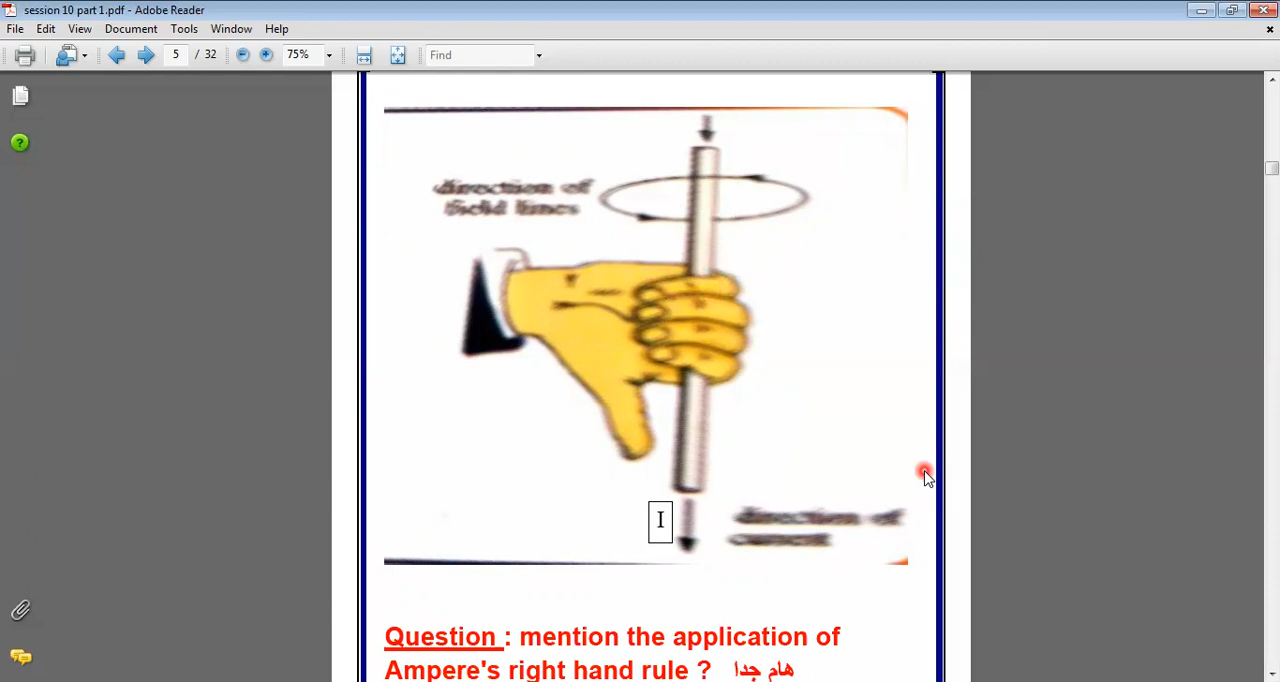 session 10 part 1.pdf - Adobe Reader
File Edit View Document Tools Window Help
5 / 32 75% Find
direction of
field lines
I
direction of
current
Question : mention the application of
Ampere's right hand rule ? هام جدا